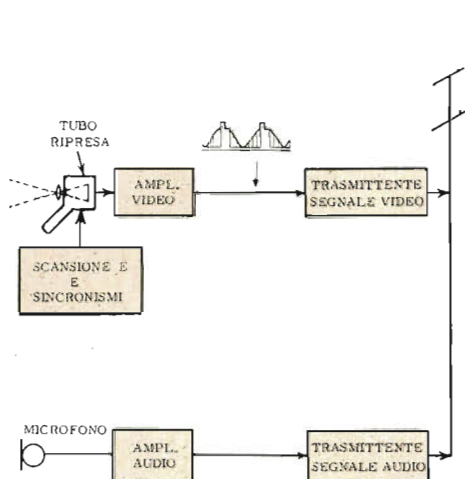 TUBO
RIPRESA
AMPL.
VIDEO
TRASMITTENTE
SEGNALE VIDEO
SCANSIONE E
E
SINCRONISMI
MICROFONO
AMPL.
AUDIO
TRASMITTENTE
SEGNALE AUDIO